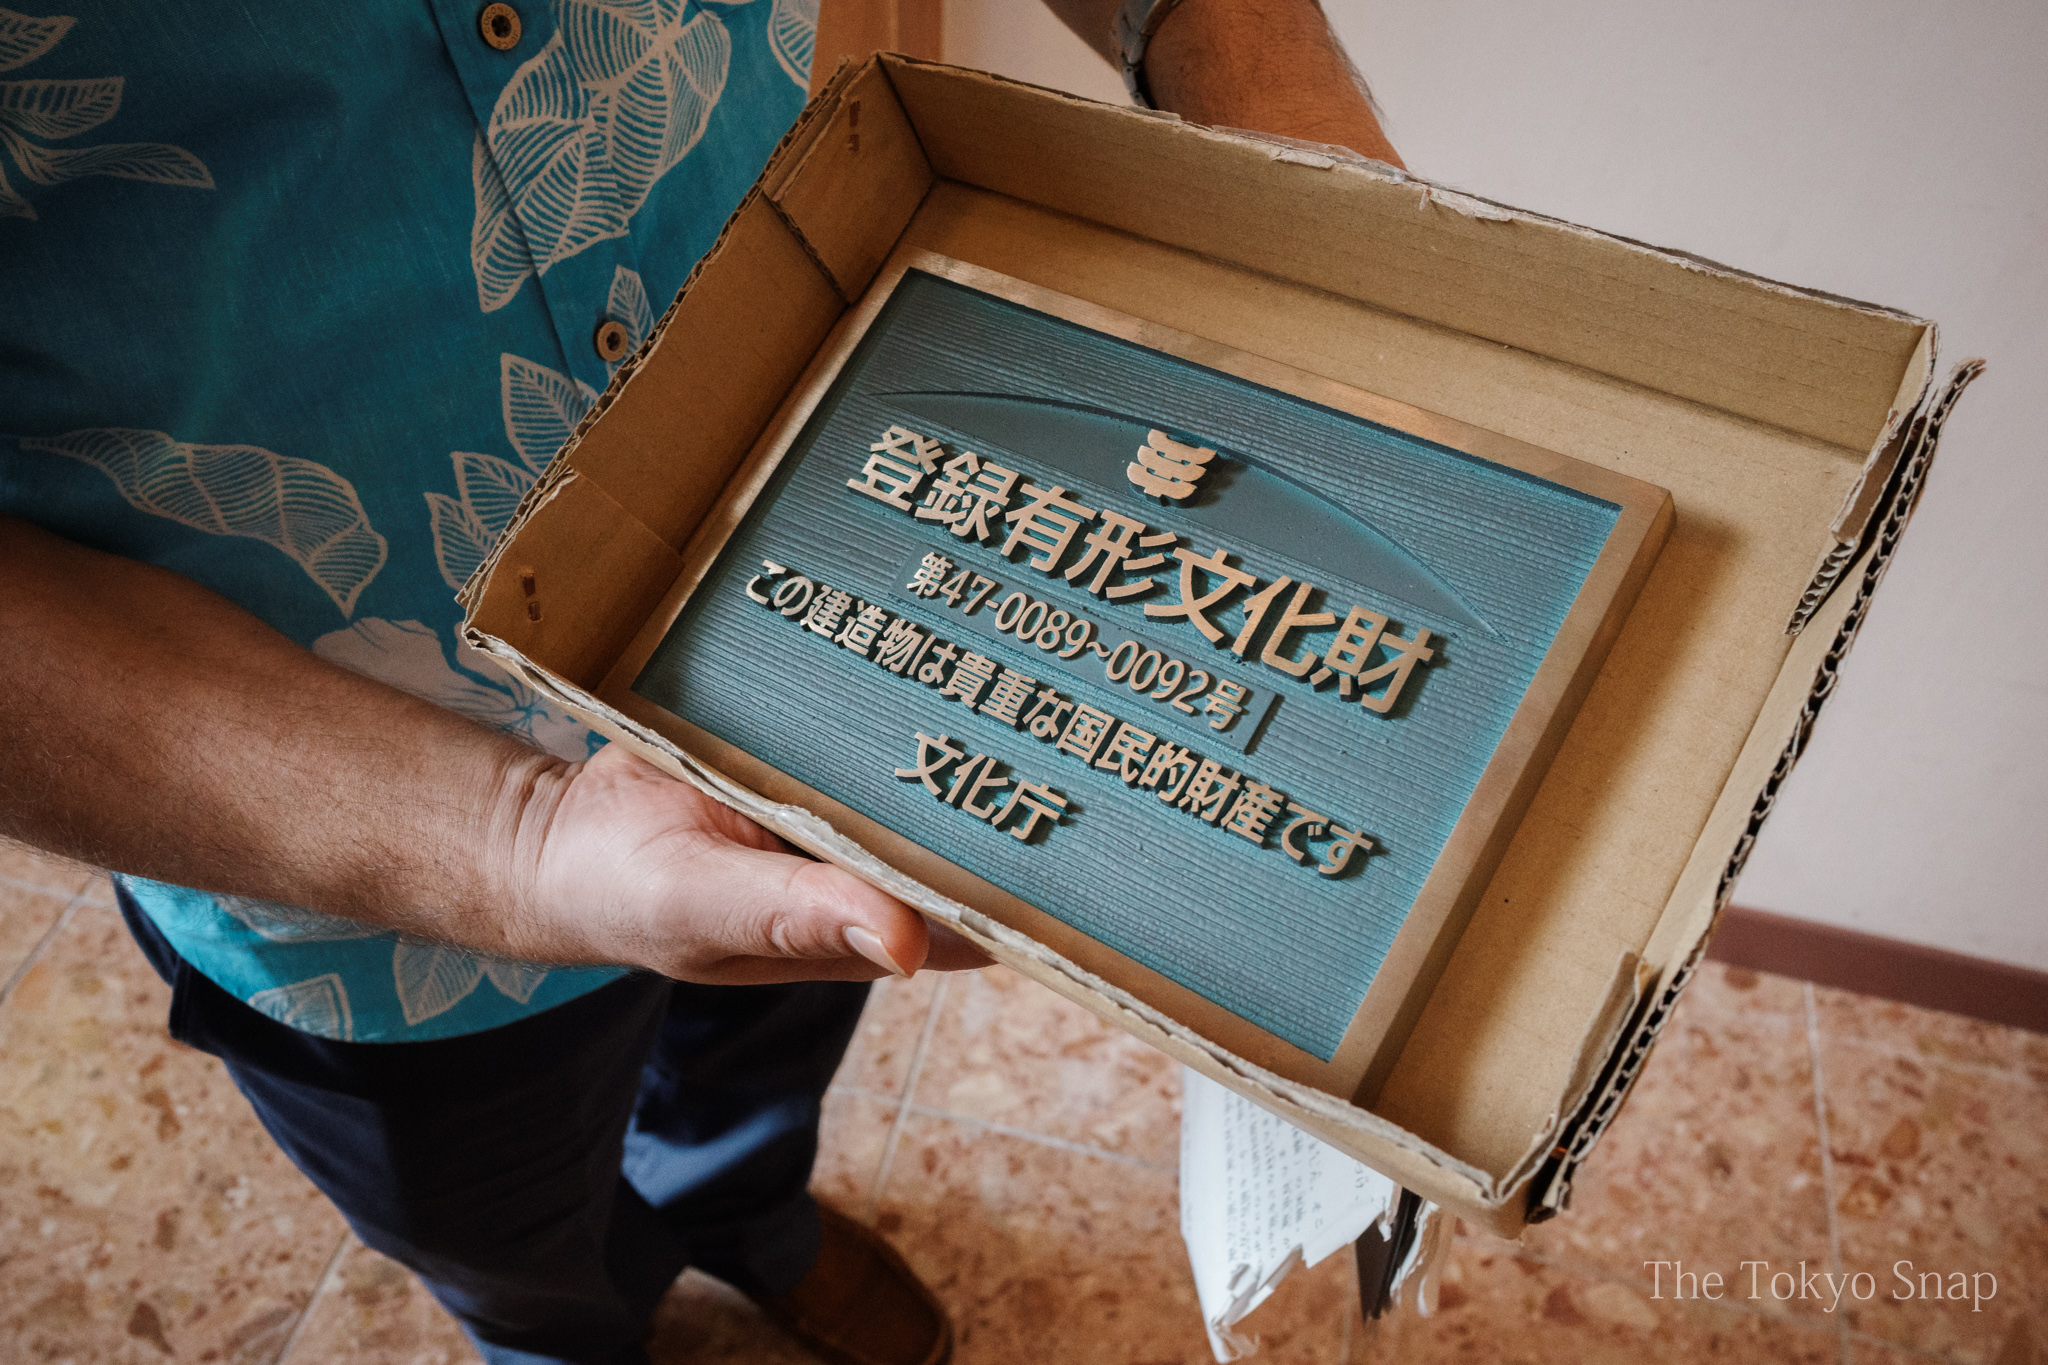 登録有形文化財
第47-0089~0092号
この建造物は貴重な国民的財産です
文化庁
The Tokyo Snap